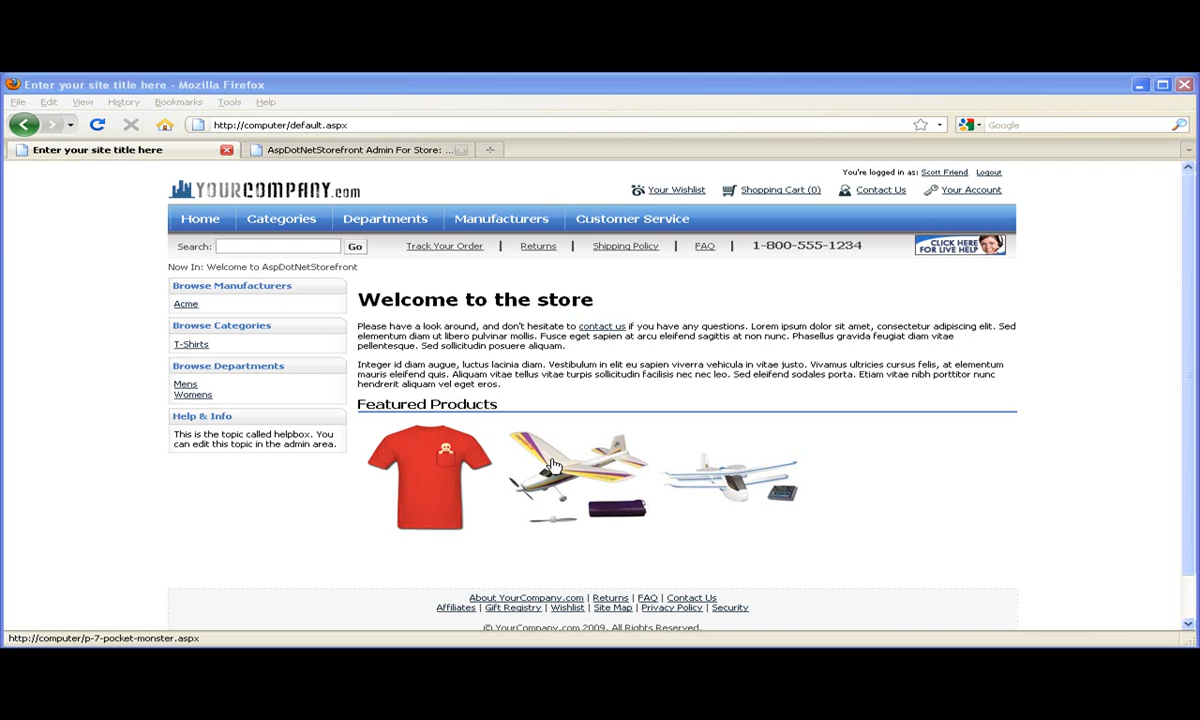 Enter your site title here - Mozilla Firefox
File Edit View History Bookmarks Tools Help
http://computer/default.aspx
Google
Enter your site title here
AspDotNetStorefront Admin For Store: ...
You're logged in as: Scott Friend Logout
YOURCOMPANY.com
Your Wishlist Shopping Cart (0) Contact Us Your Account
Home Categories Departments Manufacturers Customer Service
Search: Go Track Your Order | Returns | Shipping Policy | FAQ | 1-800-555-1234
CLICK HERE
FOR LIVE HELP
Now In: Welcome to AspDotNetStorefront
Browse Manufacturers
Acme
Browse Categories
T-Shirts
Browse Departments
Mens
Womens
Help & Info
This is the topic called helpbox. You
can edit this topic in the admin area.
Welcome to the store
Please have a look around, and don't hesitate to contact us if you have any questions. Lorem ipsum dolor sit amet, consectetur adipiscing elit. Sed
elementum diam ut libero pulvinar mollis. Fusce eget sapien at arcu eleifend sagittis at non nunc. Phasellus gravida feugiat diam vitae
pellentesque. Sed sollicitudin posuere aliquam.
Integer id diam augue, luctus lacinia diam. Vestibulum in elit eu sapien viverra vehicula in vitae justo. Vivamus ultricies cursus felis, at elementum
mauris eleifend quis. Aliquam vitae tellus vitae turpis sollicitudin facilisis nec nec leo. Sed eleifend sodales porta. Etiam vitae nibh porttitor nunc
hendrerit aliquam vel eget eros.
Featured Products
About YourCompany.com | Returns | FAQ | Contact Us
Affiliates | Gift Registry | Wishlist | Site Map | Privacy Policy | Security
© YourCompany.com 2009. All Rights Reserved.
http://computer/p-7-pocket-monster.aspx